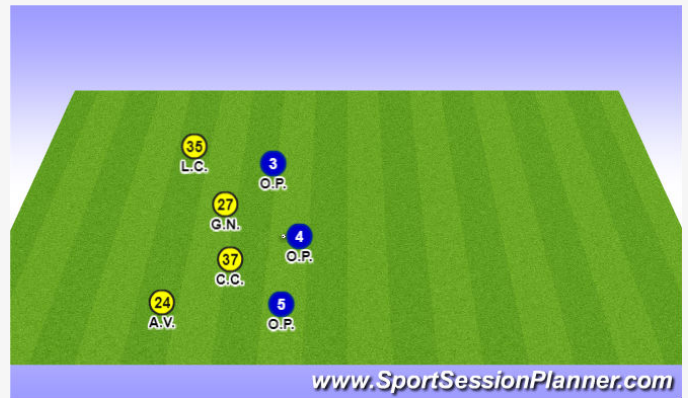 35
L.C.
3
O.P.
27
G.N.
4
O.P.
37
C.C.
24
A.V.
5
O.P.
www.SportSessionPlanner.com